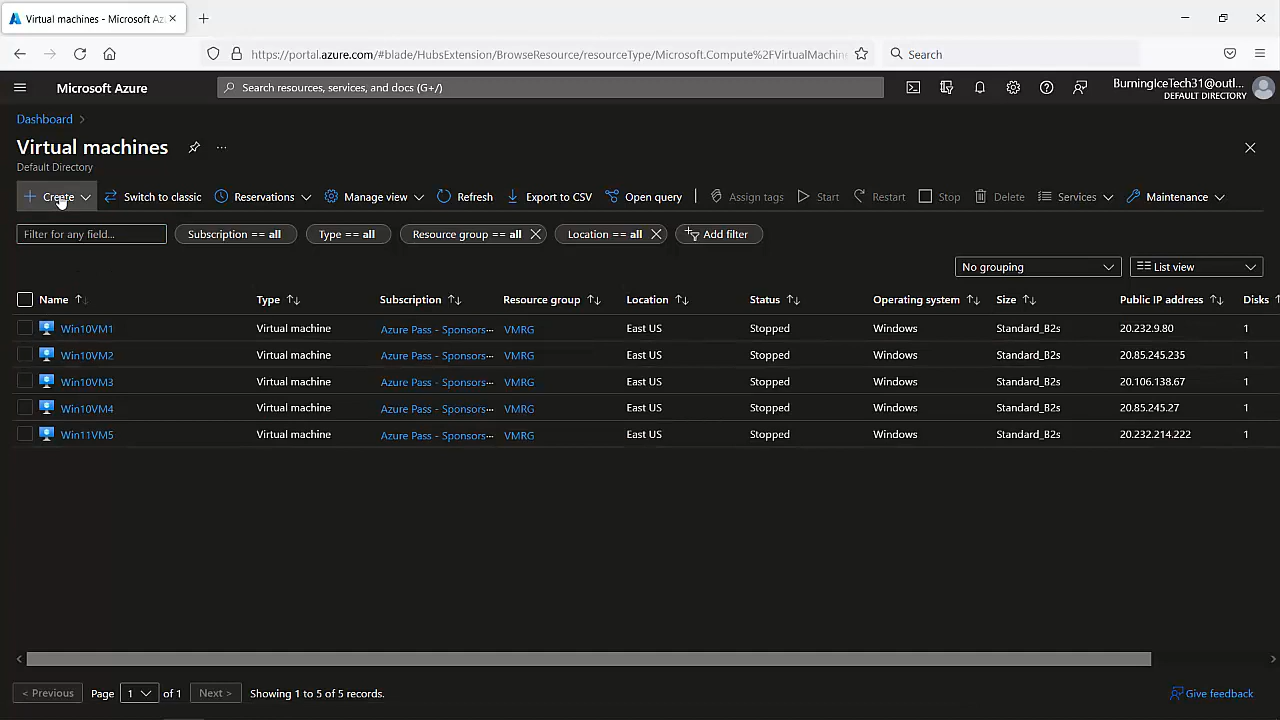 Virtual machines - Microsoft Az
https://portal.azure.com/#blade/HubsExtension/BrowseResource/resourceType/Microsoft.Compute%2FVirtualMachine
Search
Microsoft Azure
Search resources, services, and docs (G+/)
BurningIceTech31@outl...
DEFAULT DIRECTORY
Dashboard
Virtual machines
Default Directory
Create Switch to classic Reservations Manage view Refresh Export to CSV Open query Assign tags Start Restart Stop Delete Services Maintenance
Filter for any field... Subscription == all Type == all Resource group == all Location == all Add filter
No grouping List view
Name Type Subscription Resource group Location Status Operating system Size Public IP address Disks
Win10VM1 Virtual machine Azure Pass - Sponsors··· VMRG East US Stopped Windows Standard_B2s 20.232.9.80 1
Win10VM2 Virtual machine Azure Pass - Sponsors··· VMRG East US Stopped Windows Standard_B2s 20.85.245.235 1
Win10VM3 Virtual machine Azure Pass - Sponsors··· VMRG East US Stopped Windows Standard_B2s 20.106.138.67 1
Win10VM4 Virtual machine Azure Pass - Sponsors··· VMRG East US Stopped Windows Standard_B2s 20.85.245.27 1
Win11VM5 Virtual machine Azure Pass - Sponsors··· VMRG East US Stopped Windows Standard_B2s 20.232.214.222 1
< Previous Page 1 of 1 Next > Showing 1 to 5 of 5 records. Give feedback